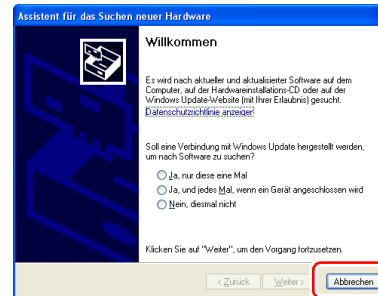 Assistent für das Suchen neuer Hardware
Willkommen
Es wird nach aktueller und aktualisierter Software auf dem
Computer, auf der Hardwareinstallations-CD oder auf der
Windows Update-Website (mit Ihrer Erlaubnis) gesucht.
Datenschutzrichtlinie anzeigen
Soll eine Verbindung mit Windows Update hergestellt werden,
um nach Software zu suchen?
Ja, nur diese eine Mal
Ja, und jedes Mal, wenn ein Gerät angeschlossen wird
Nein, diesmal nicht
Klicken Sie auf "Weiter", um den Vorgang fortzusetzen.
< Zurück Weiter > Abbrechen